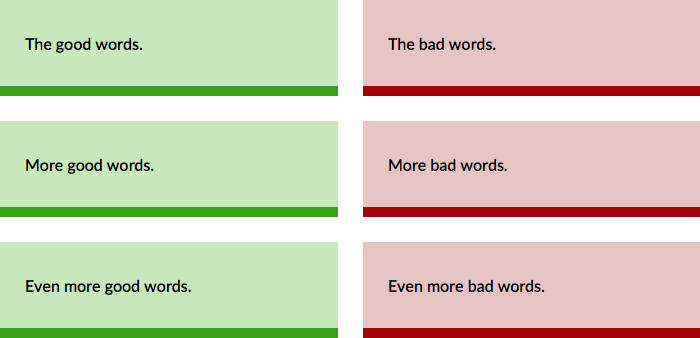 The good words.
The bad words.
More good words.
More bad words.
Even more good words.
Even more bad words.